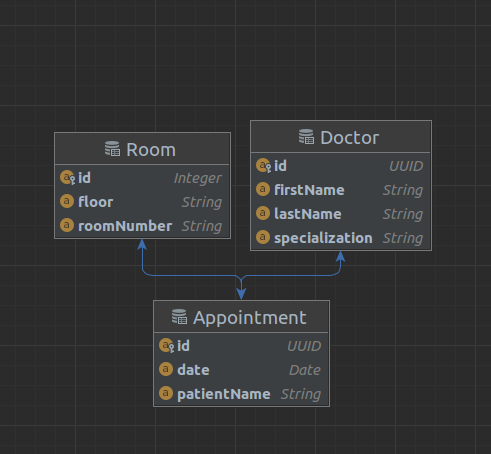 Room
id Integer
floor String
roomNumber String
Doctor
id UUID
firstName String
lastName String
specialization String
Appointment
id UUID
date Date
patientName String